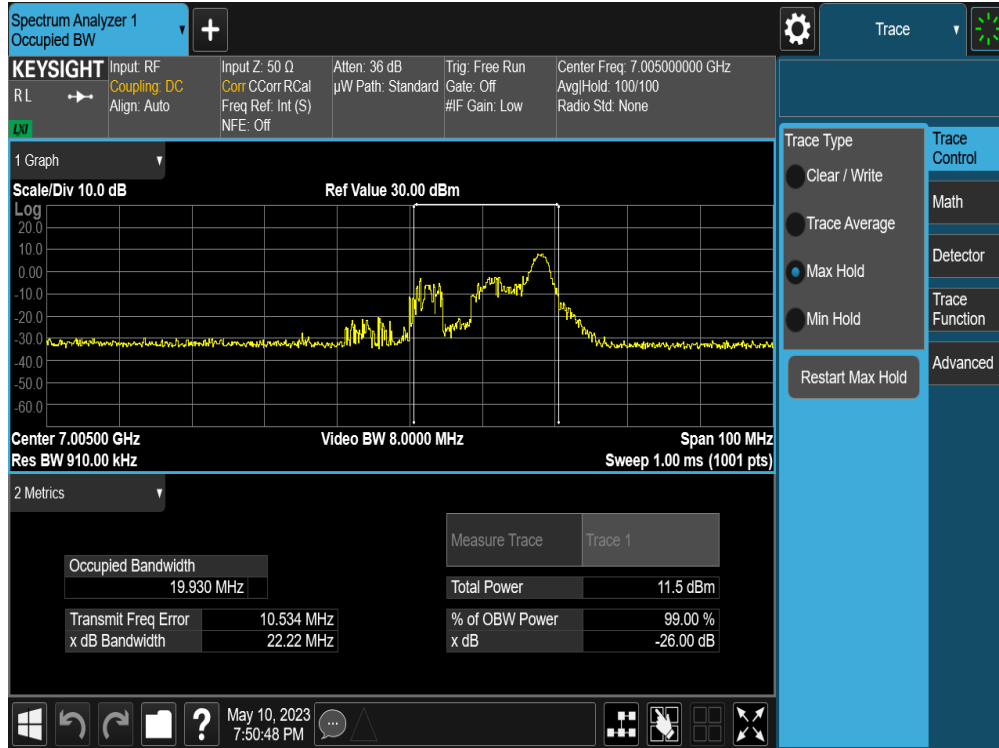 Spectrum Analyzer 1
Occupied BW
+
Trace
KEYSIGHT
R L
LXI
Input: RF
Coupling: DC
Align: Auto
Input Z: 50 Ω
Corr CCorr RCal
Freq Ref: Int (S)
NFE: Off
Atten: 36 dB
µW Path: Standard
Trig: Free Run
Gate: Off
#IF Gain: Low
Center Freq: 7.005000000 GHz
Avg|Hold: 100/100
Radio Std: None
1 Graph
Scale/Div 10.0 dB
Ref Value 30.00 dBm
Log
20.0
10.0
0.00
-10.0
-20.0
-30.0
-40.0
-50.0
-60.0
Center 7.00500 GHz
Video BW 8.0000 MHz
Span 100 MHz
Res BW 910.00 kHz
Sweep 1.00 ms (1001 pts)
2 Metrics
Measure Trace
Trace 1
Occupied Bandwidth
19.930 MHz
Total Power
11.5 dBm
Transmit Freq Error
10.534 MHz
% of OBW Power
99.00 %
x dB Bandwidth
22.22 MHz
x dB
-26.00 dB
Trace Type
Clear / Write
Trace Average
Max Hold
Min Hold
Restart Max Hold
Trace
Control
Math
Detector
Trace
Function
Advanced
?
May 10, 2023
7:50:48 PM